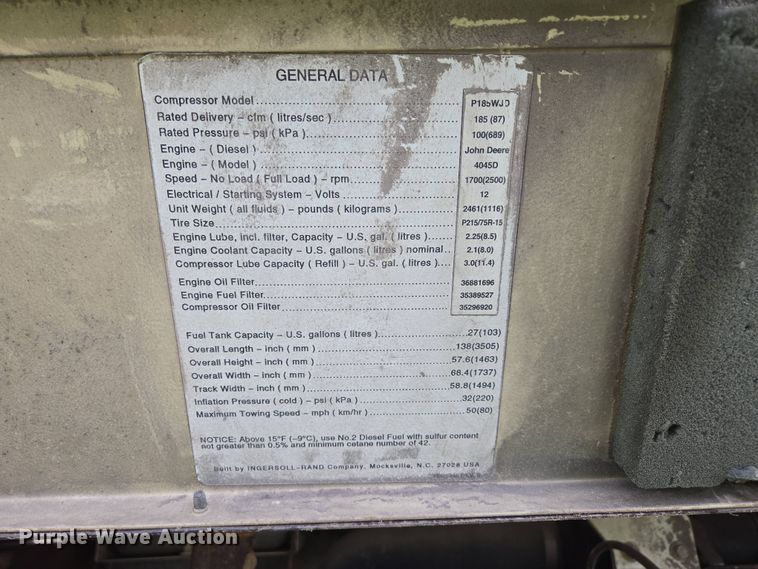 GENERAL DATA
Compressor Model P185WJD
Rated Delivery – cfm ( litres/sec ) 185 (87)
Rated Pressure – psi ( kPa ) 100(689)
Engine – ( Diesel ) John Deere
Engine – ( Model ) 4045D
Speed – No Load ( Full Load ) – rpm 1700(2500)
Electrical / Starting System – Volts 12
Unit Weight ( all fluids ) – pounds ( kilograms ) 2461(1116)
Tire Size P215/75R-15
Engine Lube, incl. filter, Capacity – U.S. gal. ( litres ) 2.25(8.5)
Engine Coolant Capacity – U.S. gallons ( litres ) nominal 2.1(8.0)
Compressor Lube Capacity ( Refill ) – U.S. gal. ( litres ) 3.0(11.4)
Engine Oil Filter 36881696
Engine Fuel Filter 35389527
Compressor Oil Filter 35296920
Fuel Tank Capacity – U.S. gallons ( litres ) 27(103)
Overall Length – inch ( mm ) 138(3505)
Overall Height – inch ( mm ) 57.6(1463)
Overall Width – inch ( mm ) 68.4(1737)
Track Width – inch ( mm ) 58.8(1494)
Inflation Pressure ( cold ) – psi ( kPa ) 32(220)
Maximum Towing Speed – mph ( km/hr ) 50(80)
NOTICE: Above 15°F (–9°C), use No.2 Diesel Fuel with sulfur content
not greater than 0.5% and minimum cetane number of 42.
Built by INGERSOLL-RAND Company, Mocksville, N.C. 27028 USA
Purple Wave Auction